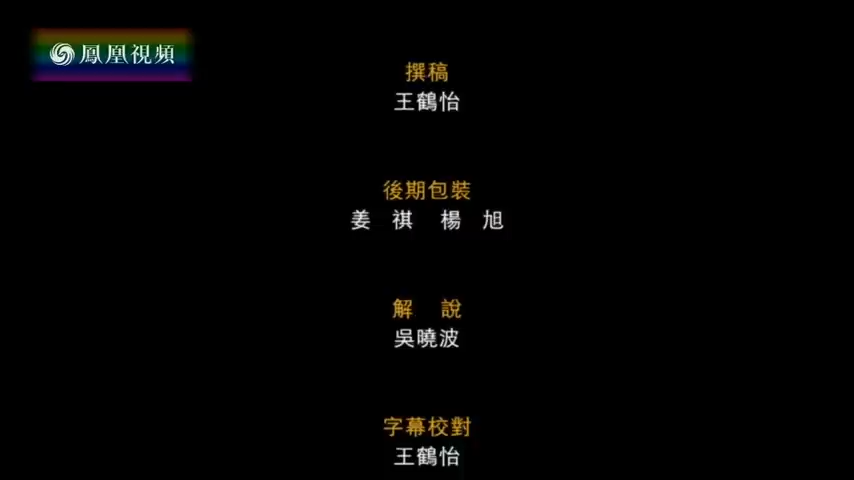 鳳凰視頻
撰稿
王鶴怡
後期包裝
姜 祺 楊 旭
解 說
吳曉波
字幕校對
王鶴怡